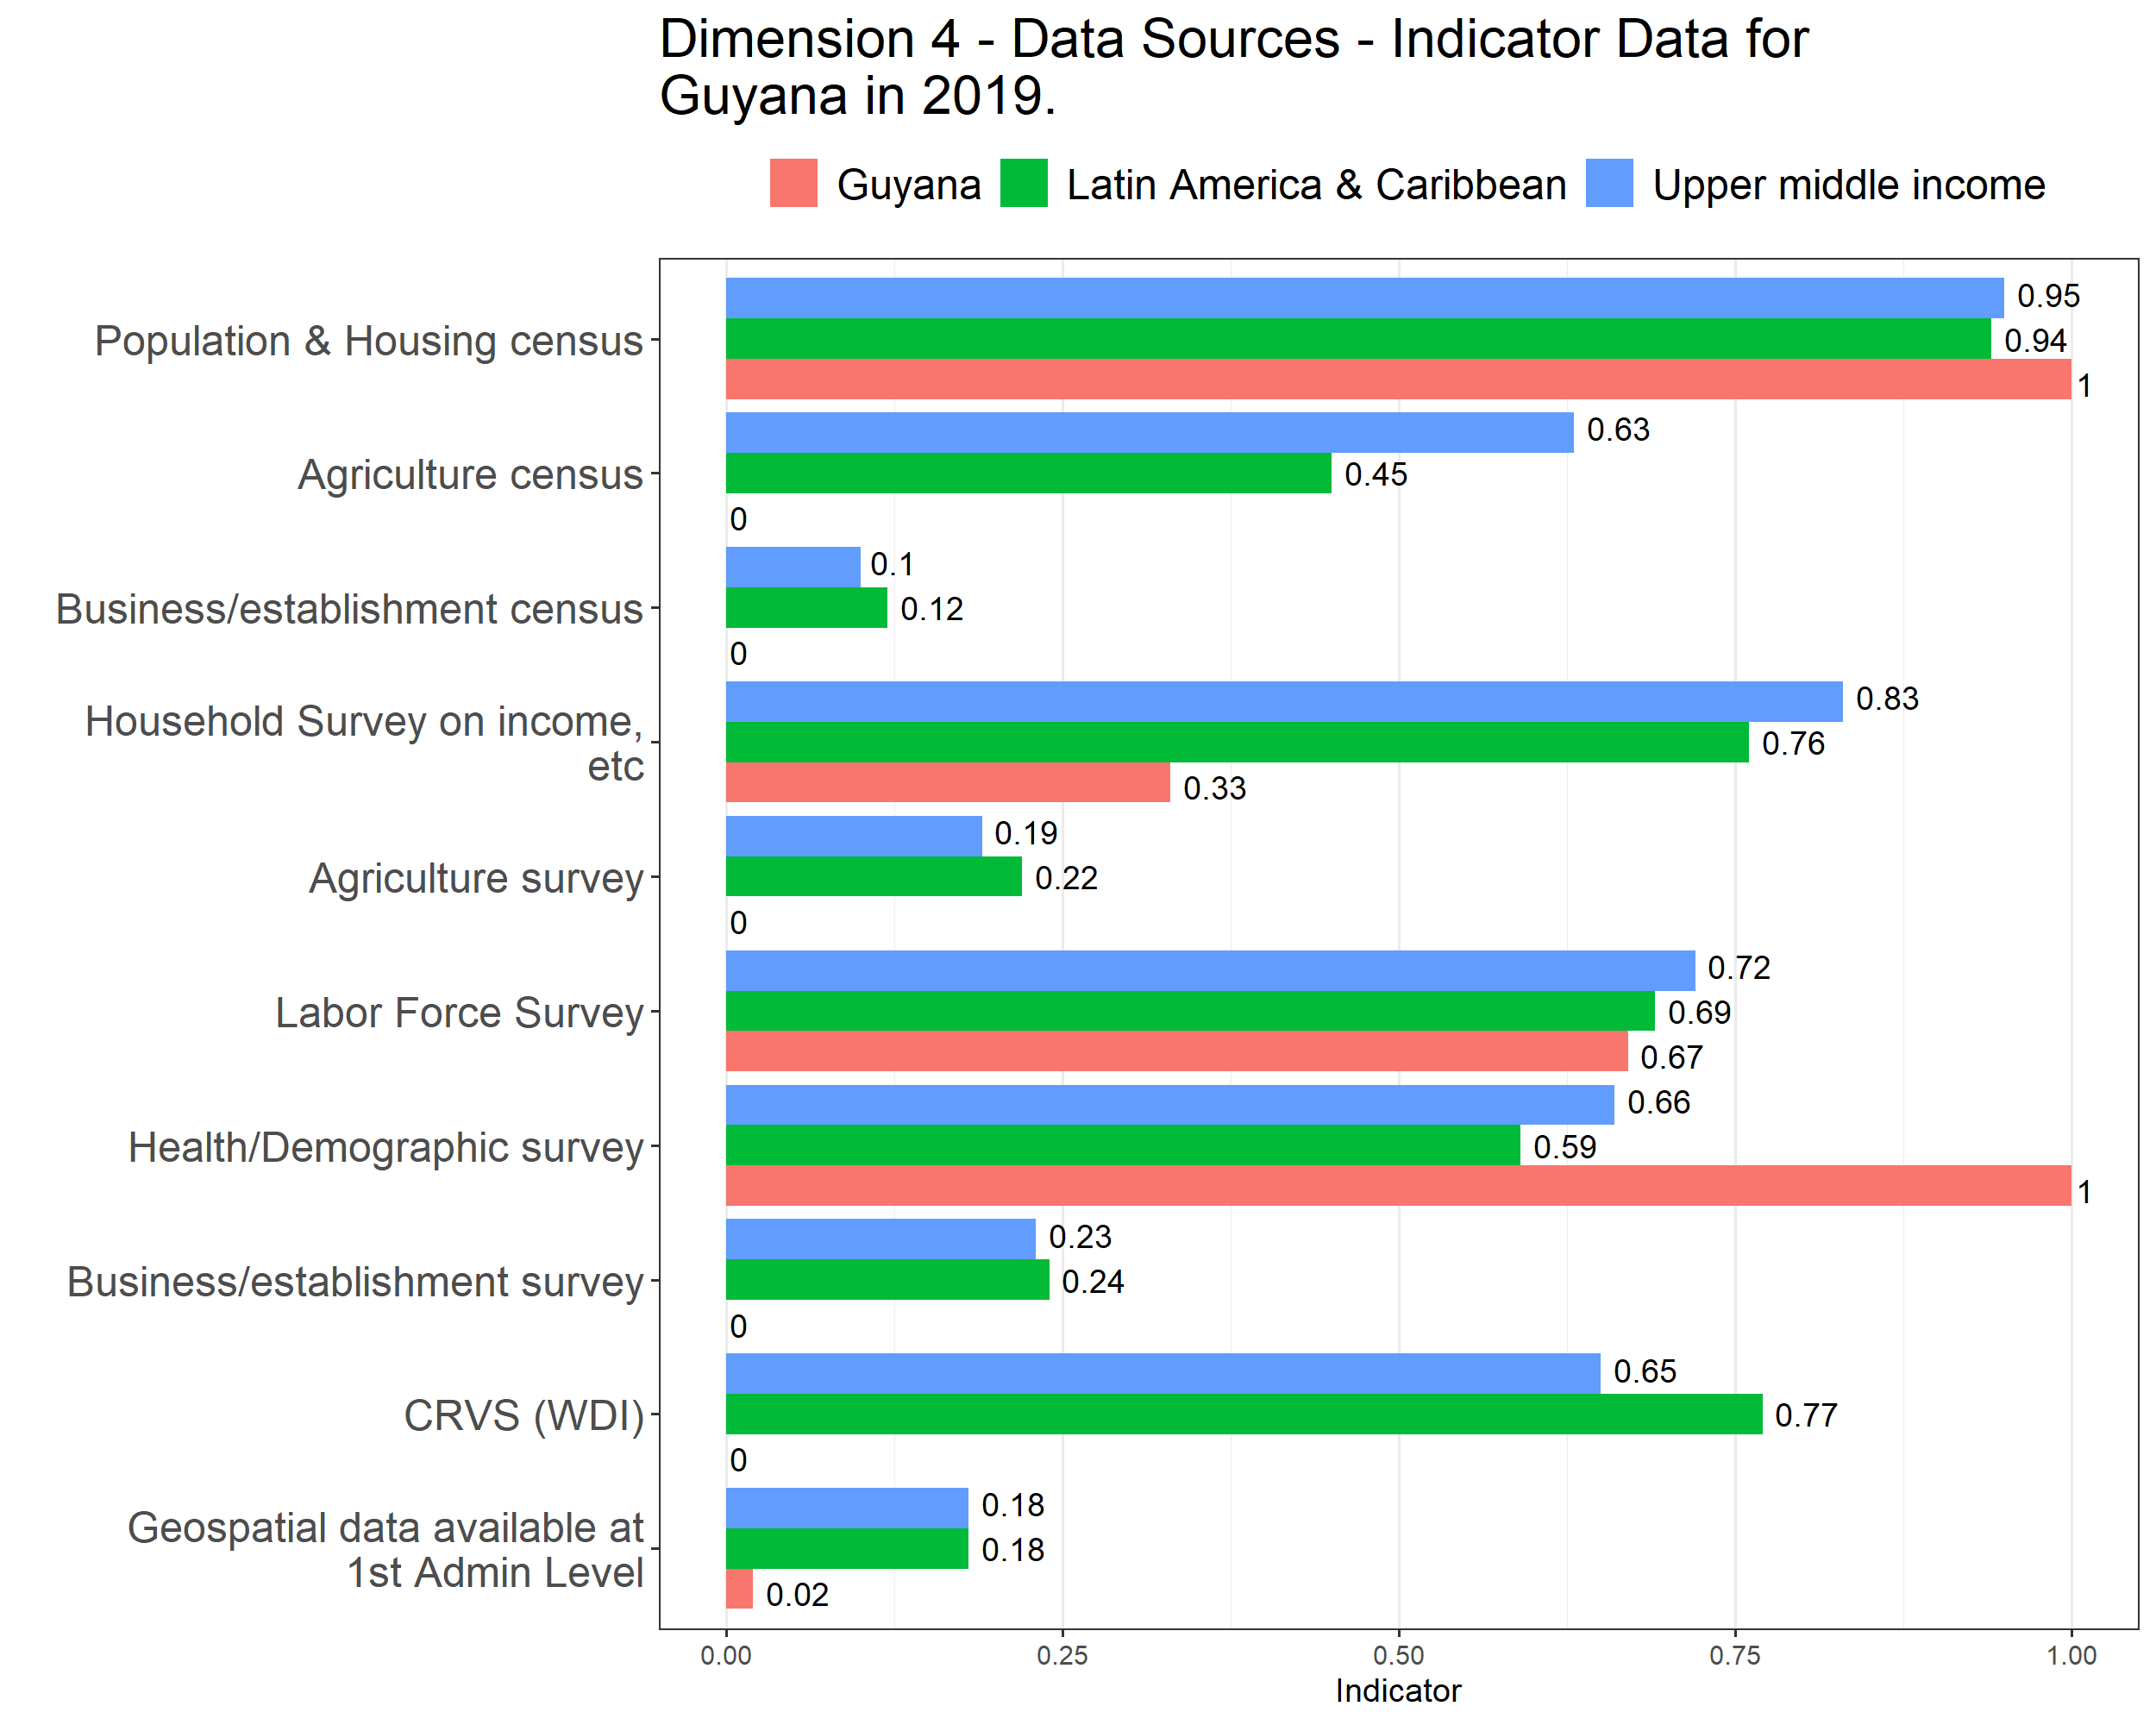 Dimension 4 - Data Sources - Indicator Data for
Guyana in 2019.
Guyana
Latin America & Caribbean
Upper middle income
Population & Housing census
0.95
0.94
1
Agriculture census
0.63
0.45
0
Business/establishment census
0.1
0.12
0
Household Survey on income,
etc
0.83
0.76
0.33
Agriculture survey
0.19
0.22
0
Labor Force Survey
0.72
0.69
0.67
Health/Demographic survey
0.66
0.59
1
Business/establishment survey
0.23
0.24
0
CRVS (WDI)
0.65
0.77
0
Geospatial data available at
1st Admin Level
0.18
0.18
0.02
0.00
0.25
0.50
0.75
1.00
Indicator